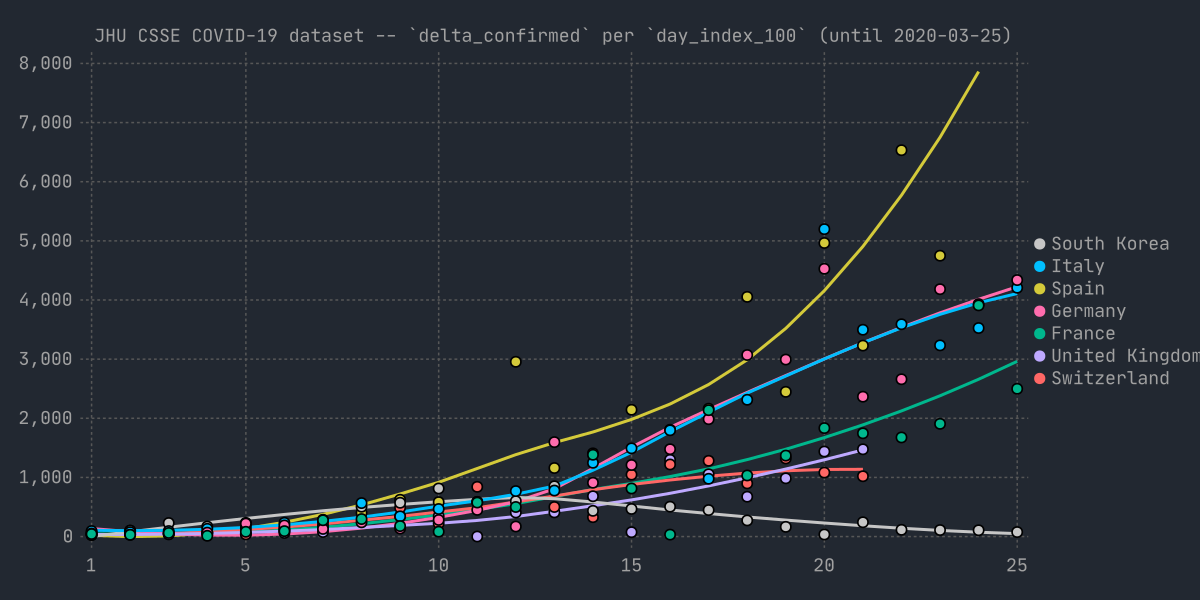 JHU CSSE COVID-19 dataset -- `delta_confirmed` per `day_index_100` (until 2020-03-25)
8,000
7,000
6,000
5,000
4,000
3,000
2,000
1,000
0
1
5
10
15
20
25
South Korea
Italy
Spain
Germany
France
United Kingdom
Switzerland